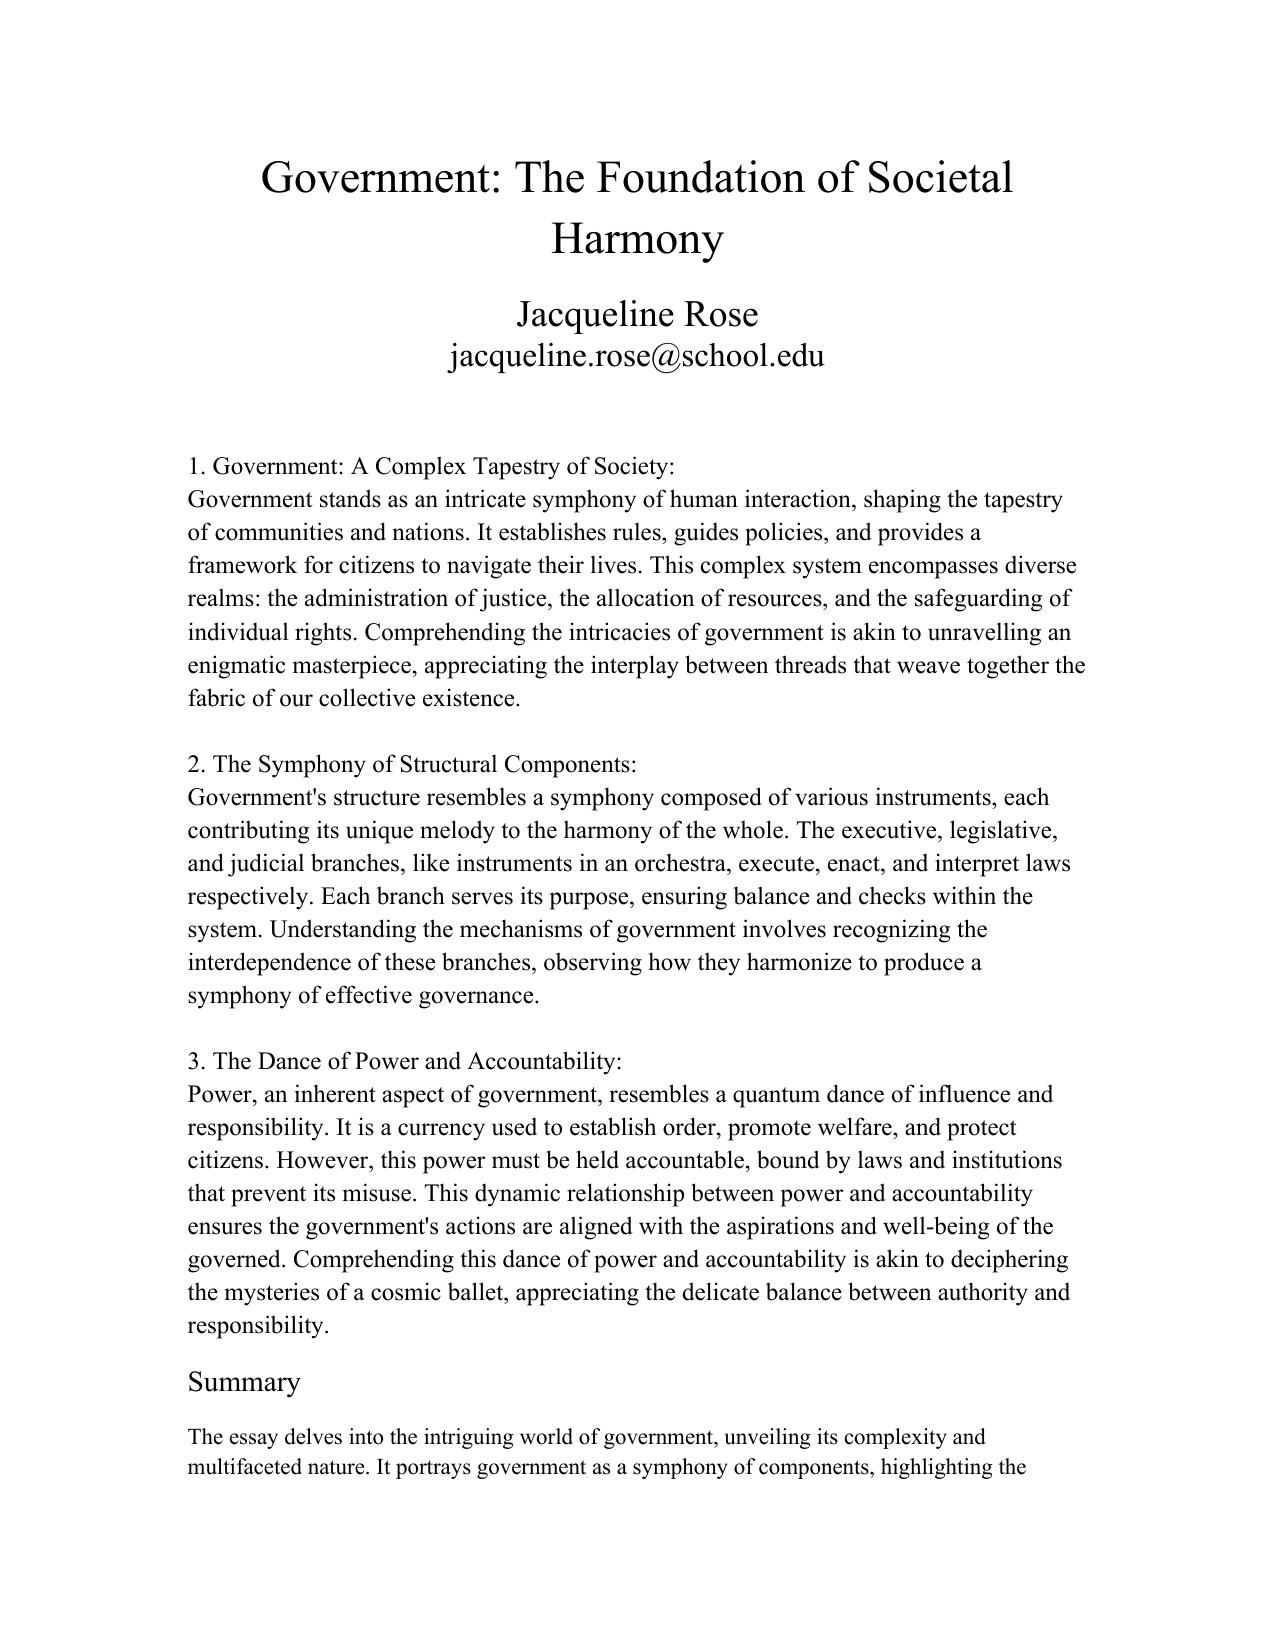 Government: The Foundation of Societal
Harmony
Jacqueline Rose
jacqueline.rose@school.edu
1. Government: A Complex Tapestry of Society:
Government stands as an intricate symphony of human interaction, shaping the tapestry
of communities and nations. It establishes rules, guides policies, and provides a
framework for citizens to navigate their lives. This complex system encompasses diverse
realms: the administration of justice, the allocation of resources, and the safeguarding of
individual rights. Comprehending the intricacies of government is akin to unravelling an
enigmatic masterpiece, appreciating the interplay between threads that weave together the
fabric of our collective existence.
2. The Symphony of Structural Components:
Government's structure resembles a symphony composed of various instruments, each
contributing its unique melody to the harmony of the whole. The executive, legislative,
and judicial branches, like instruments in an orchestra, execute, enact, and interpret laws
respectively. Each branch serves its purpose, ensuring balance and checks within the
system. Understanding the mechanisms of government involves recognizing the
interdependence of these branches, observing how they harmonize to produce a
symphony of effective governance.
3. The Dance of Power and Accountability:
Power, an inherent aspect of government, resembles a quantum dance of influence and
responsibility. It is a currency used to establish order, promote welfare, and protect
citizens. However, this power must be held accountable, bound by laws and institutions
that prevent its misuse. This dynamic relationship between power and accountability
ensures the government's actions are aligned with the aspirations and well-being of the
governed. Comprehending this dance of power and accountability is akin to deciphering
the mysteries of a cosmic ballet, appreciating the delicate balance between authority and
responsibility.
Summary
The essay delves into the intriguing world of government, unveiling its complexity and
multifaceted nature. It portrays government as a symphony of components, highlighting the